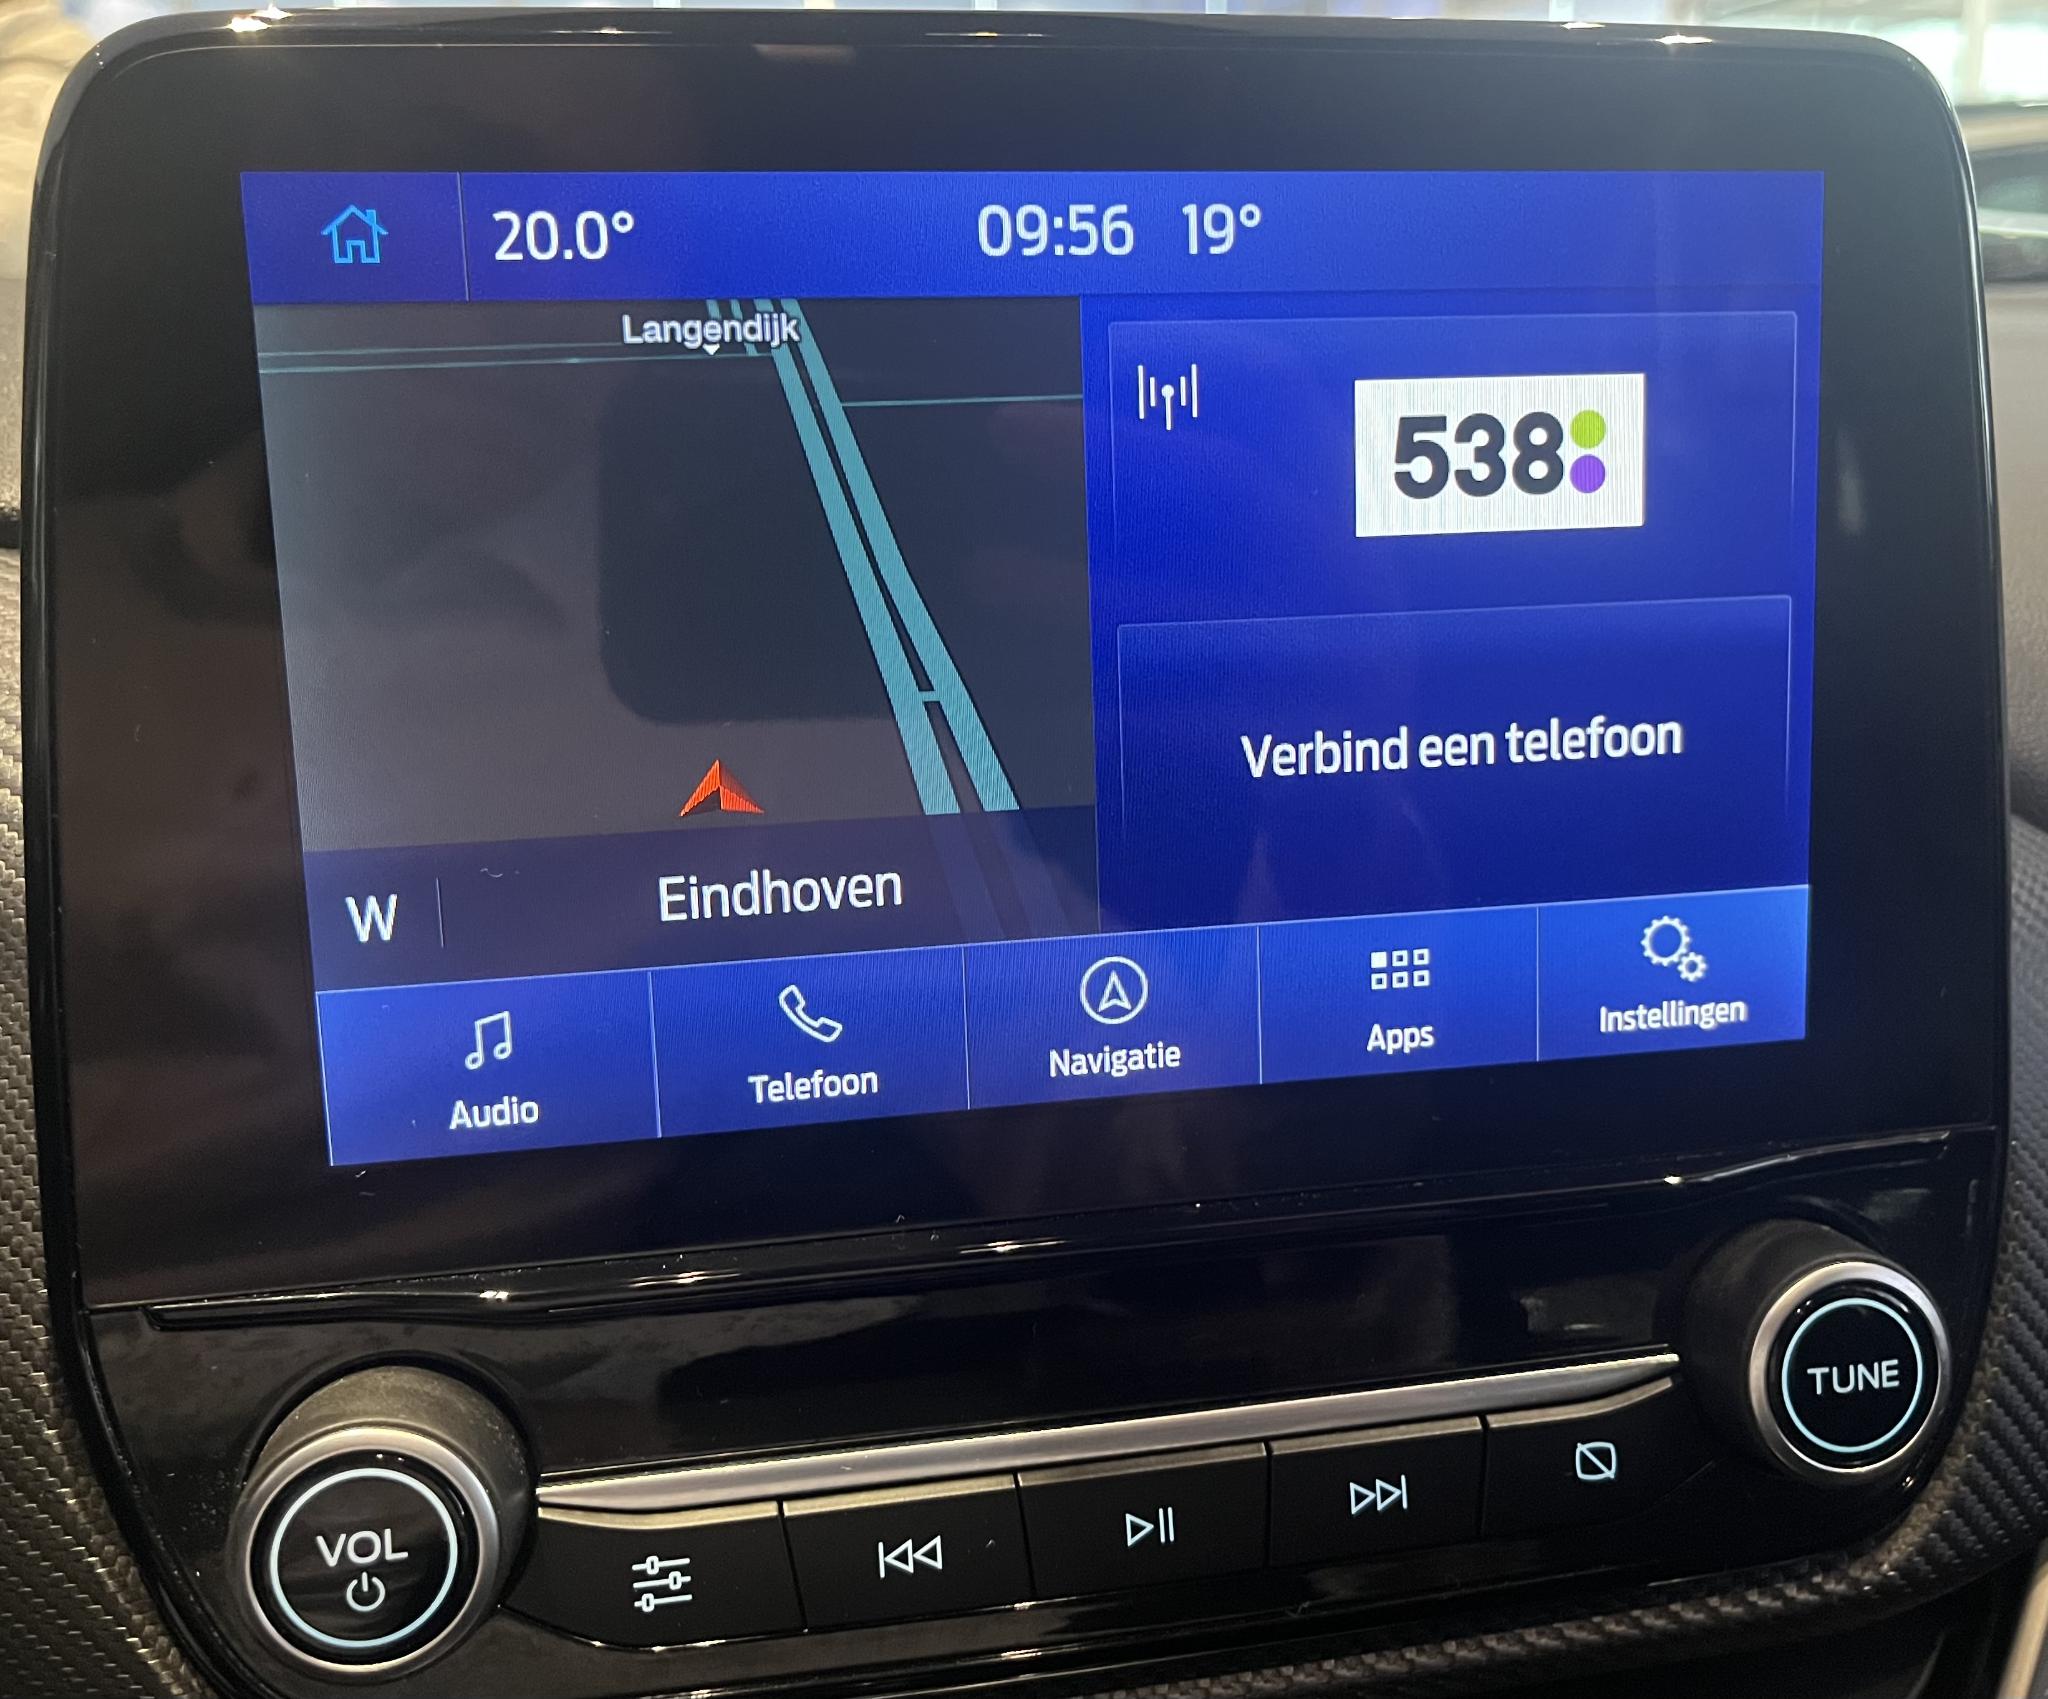 20.0°
09:56 19°
Langendijk
538
Verbind een telefoon
W
Eindhoven
Audio
Telefoon
Navigatie
Apps
Instellingen
TUNE
VOL